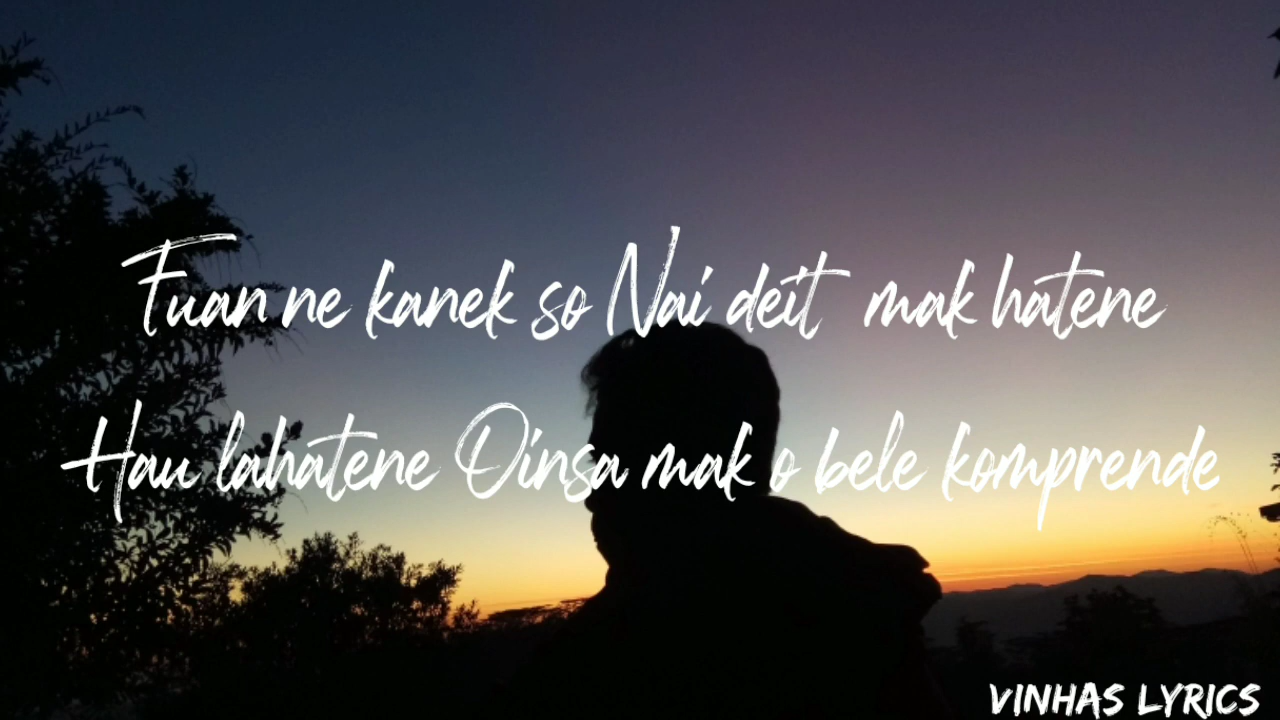 Fuan ne kanek so Nai deit mak hatene
Hau lahatene Oinsa mak o bele komprende
VINHAS LYRICS